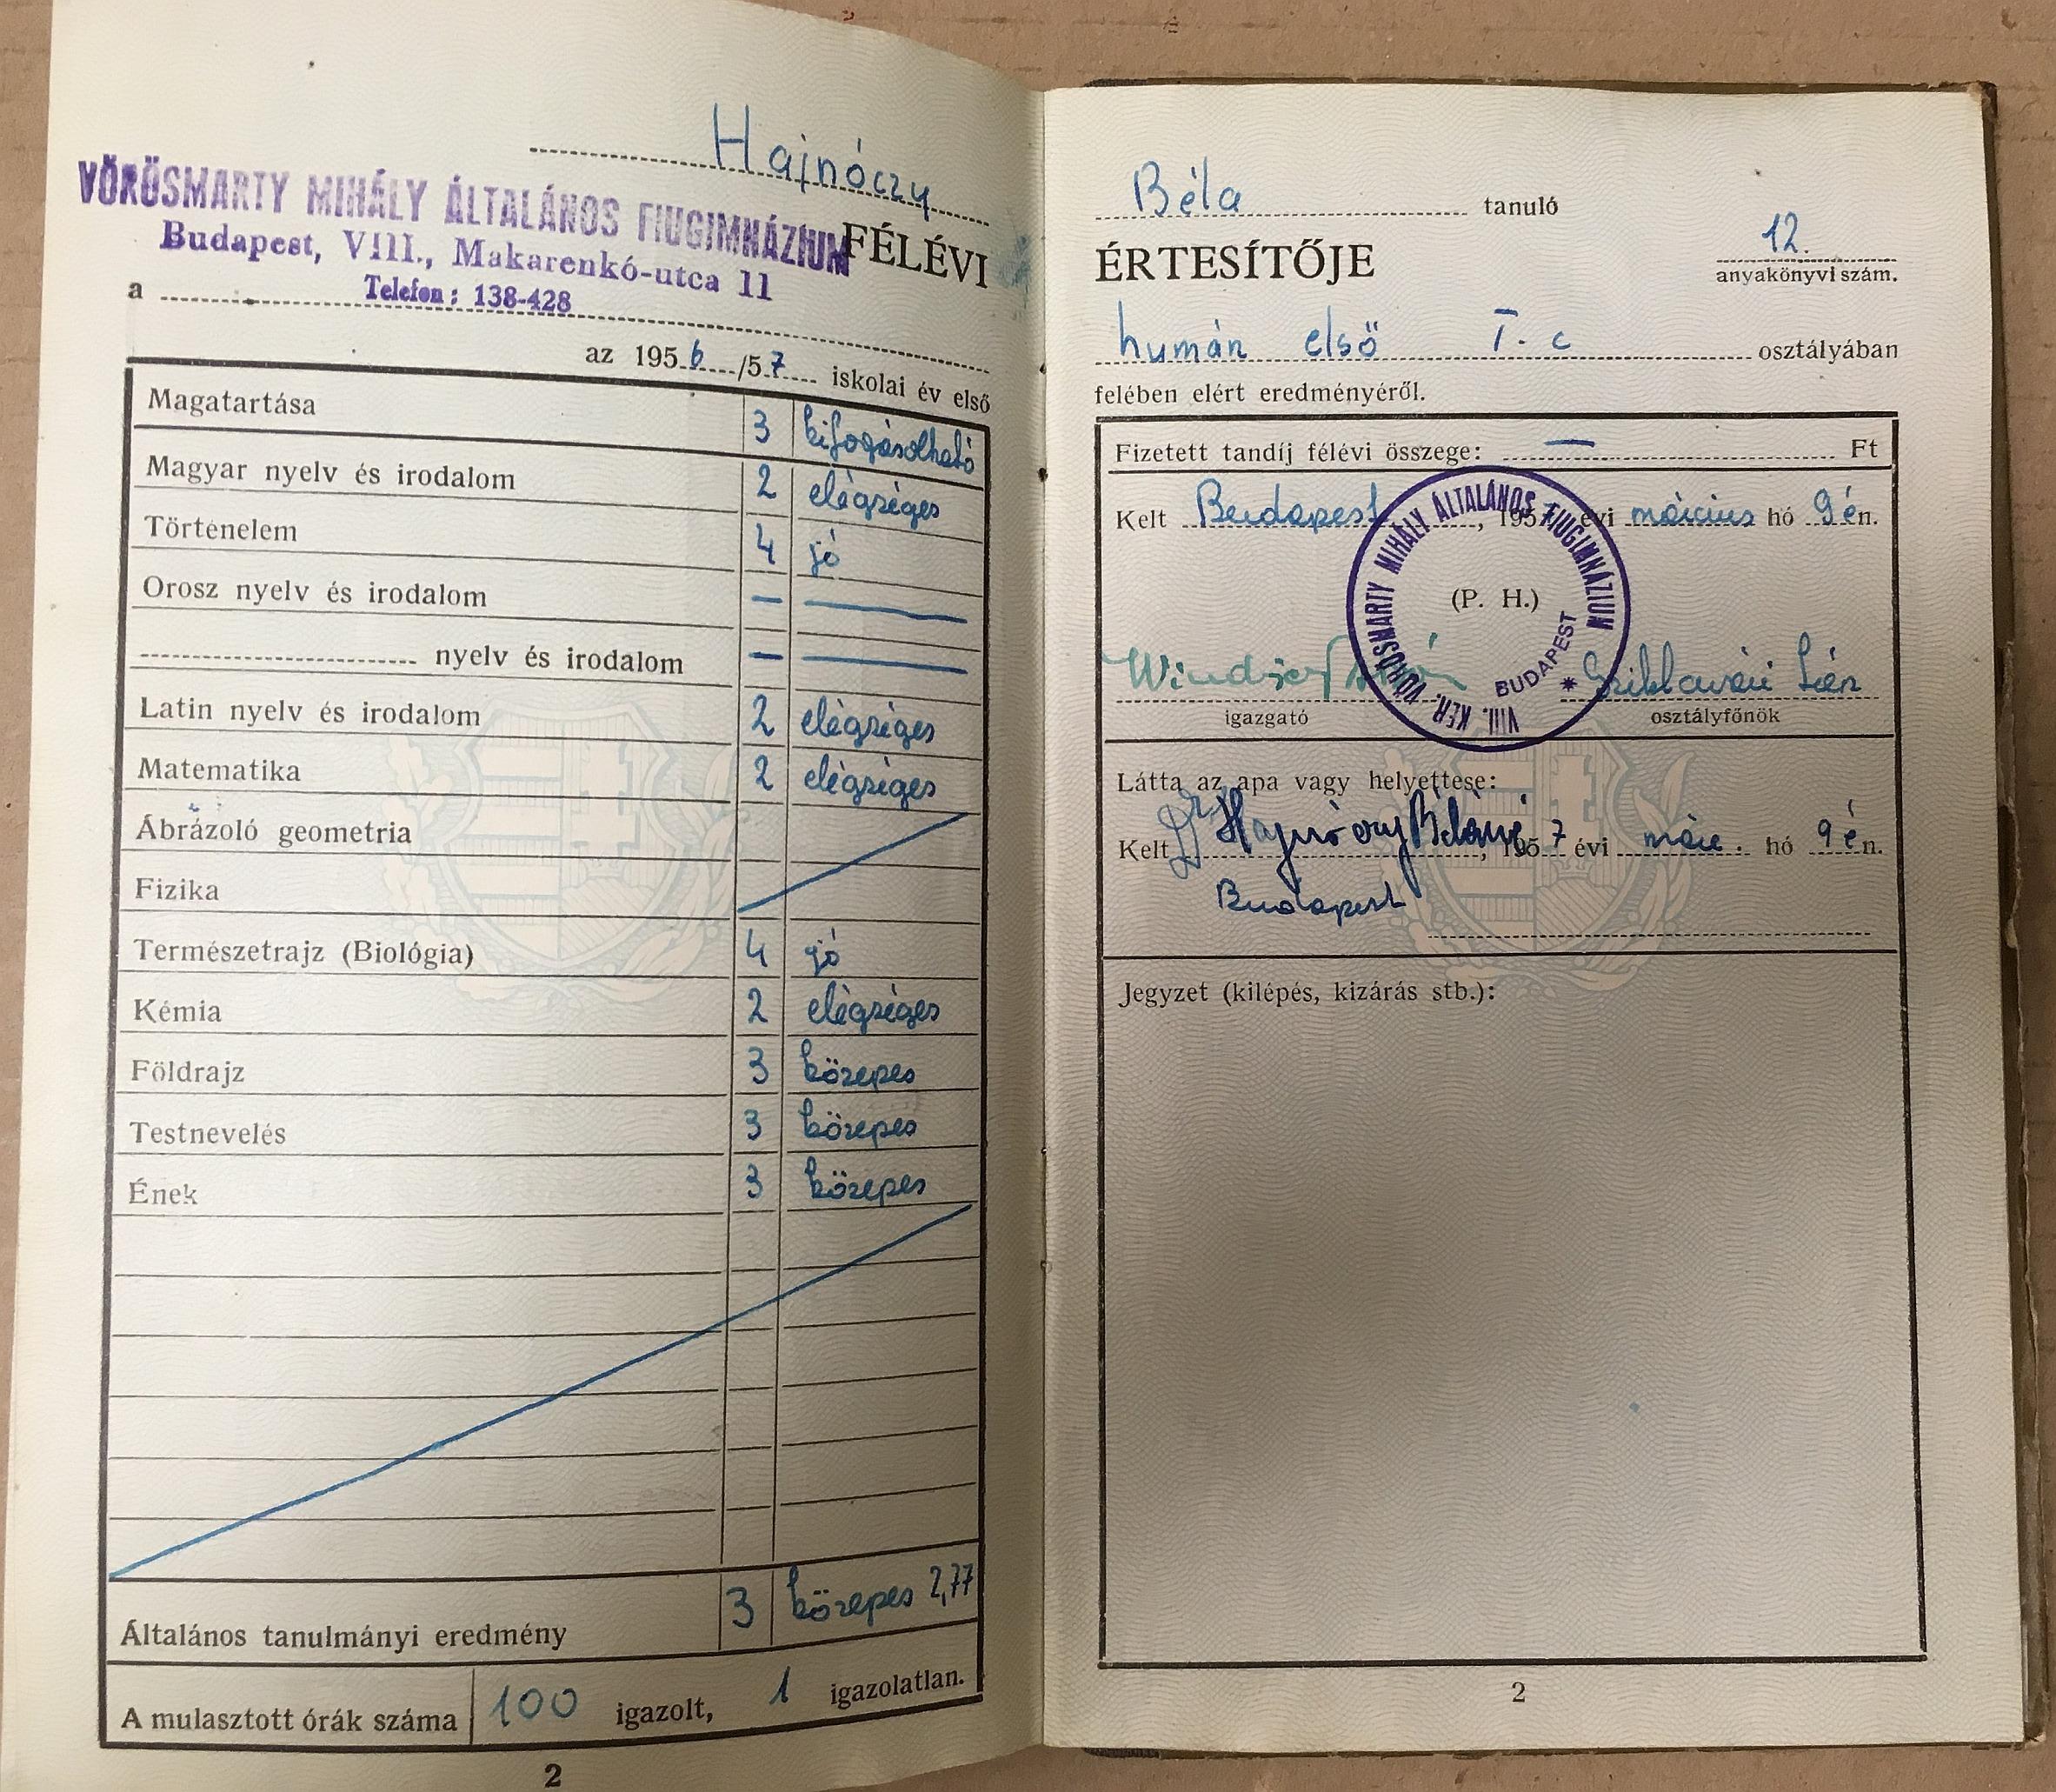 Hajnóczy
VÖRÖSMARTY MIHÁLY ÁLTALÁNOS FIUGIMNÁZIUM
Budapest, VIII., Makarenkó-utca 11
Telefon: 138-428
FÉLÉVI
a
az 1956/57 iskolai év első
Magatartása 3 kifogásolható
Magyar nyelv és irodalom 2 elégséges
Történelem 4 jó
Orosz nyelv és irodalom — —
nyelv és irodalom — —
Latin nyelv és irodalom 2 elégséges
Matematika 2 elégséges
Ábrázoló geometria
Fizika
Természetrajz (Biológia) 4 jó
Kémia 2 elégséges
Földrajz 3 közepes
Testnevelés 3 közepes
Ének 3 közepes
Általános tanulmányi eredmény 3 közepes 2,77
A mulasztott órák száma 100 igazolt, 1 igazolatlan.
2
Béla tanuló
ÉRTESÍTŐJE
12.
anyakönyvi szám.
humán első I. c osztályában
felében elért eredményéről.
Fizetett tandíj félévi összege: — Ft
Kelt Budapest, 1957 évi március hó 9én.
VIII. KER. VÖRÖSMARTY MIHÁLY ÁLTALÁNOS FIUGIMNÁZIUM
BUDAPEST
(P. H.)
igazgató
osztályfőnök
Látta az apa vagy helyettese:
Dr Hajnóczy Béláné
Kelt, 1957 évi márc. hó 9én.
Budapest
Jegyzet (kilépés, kizárás stb.):
2